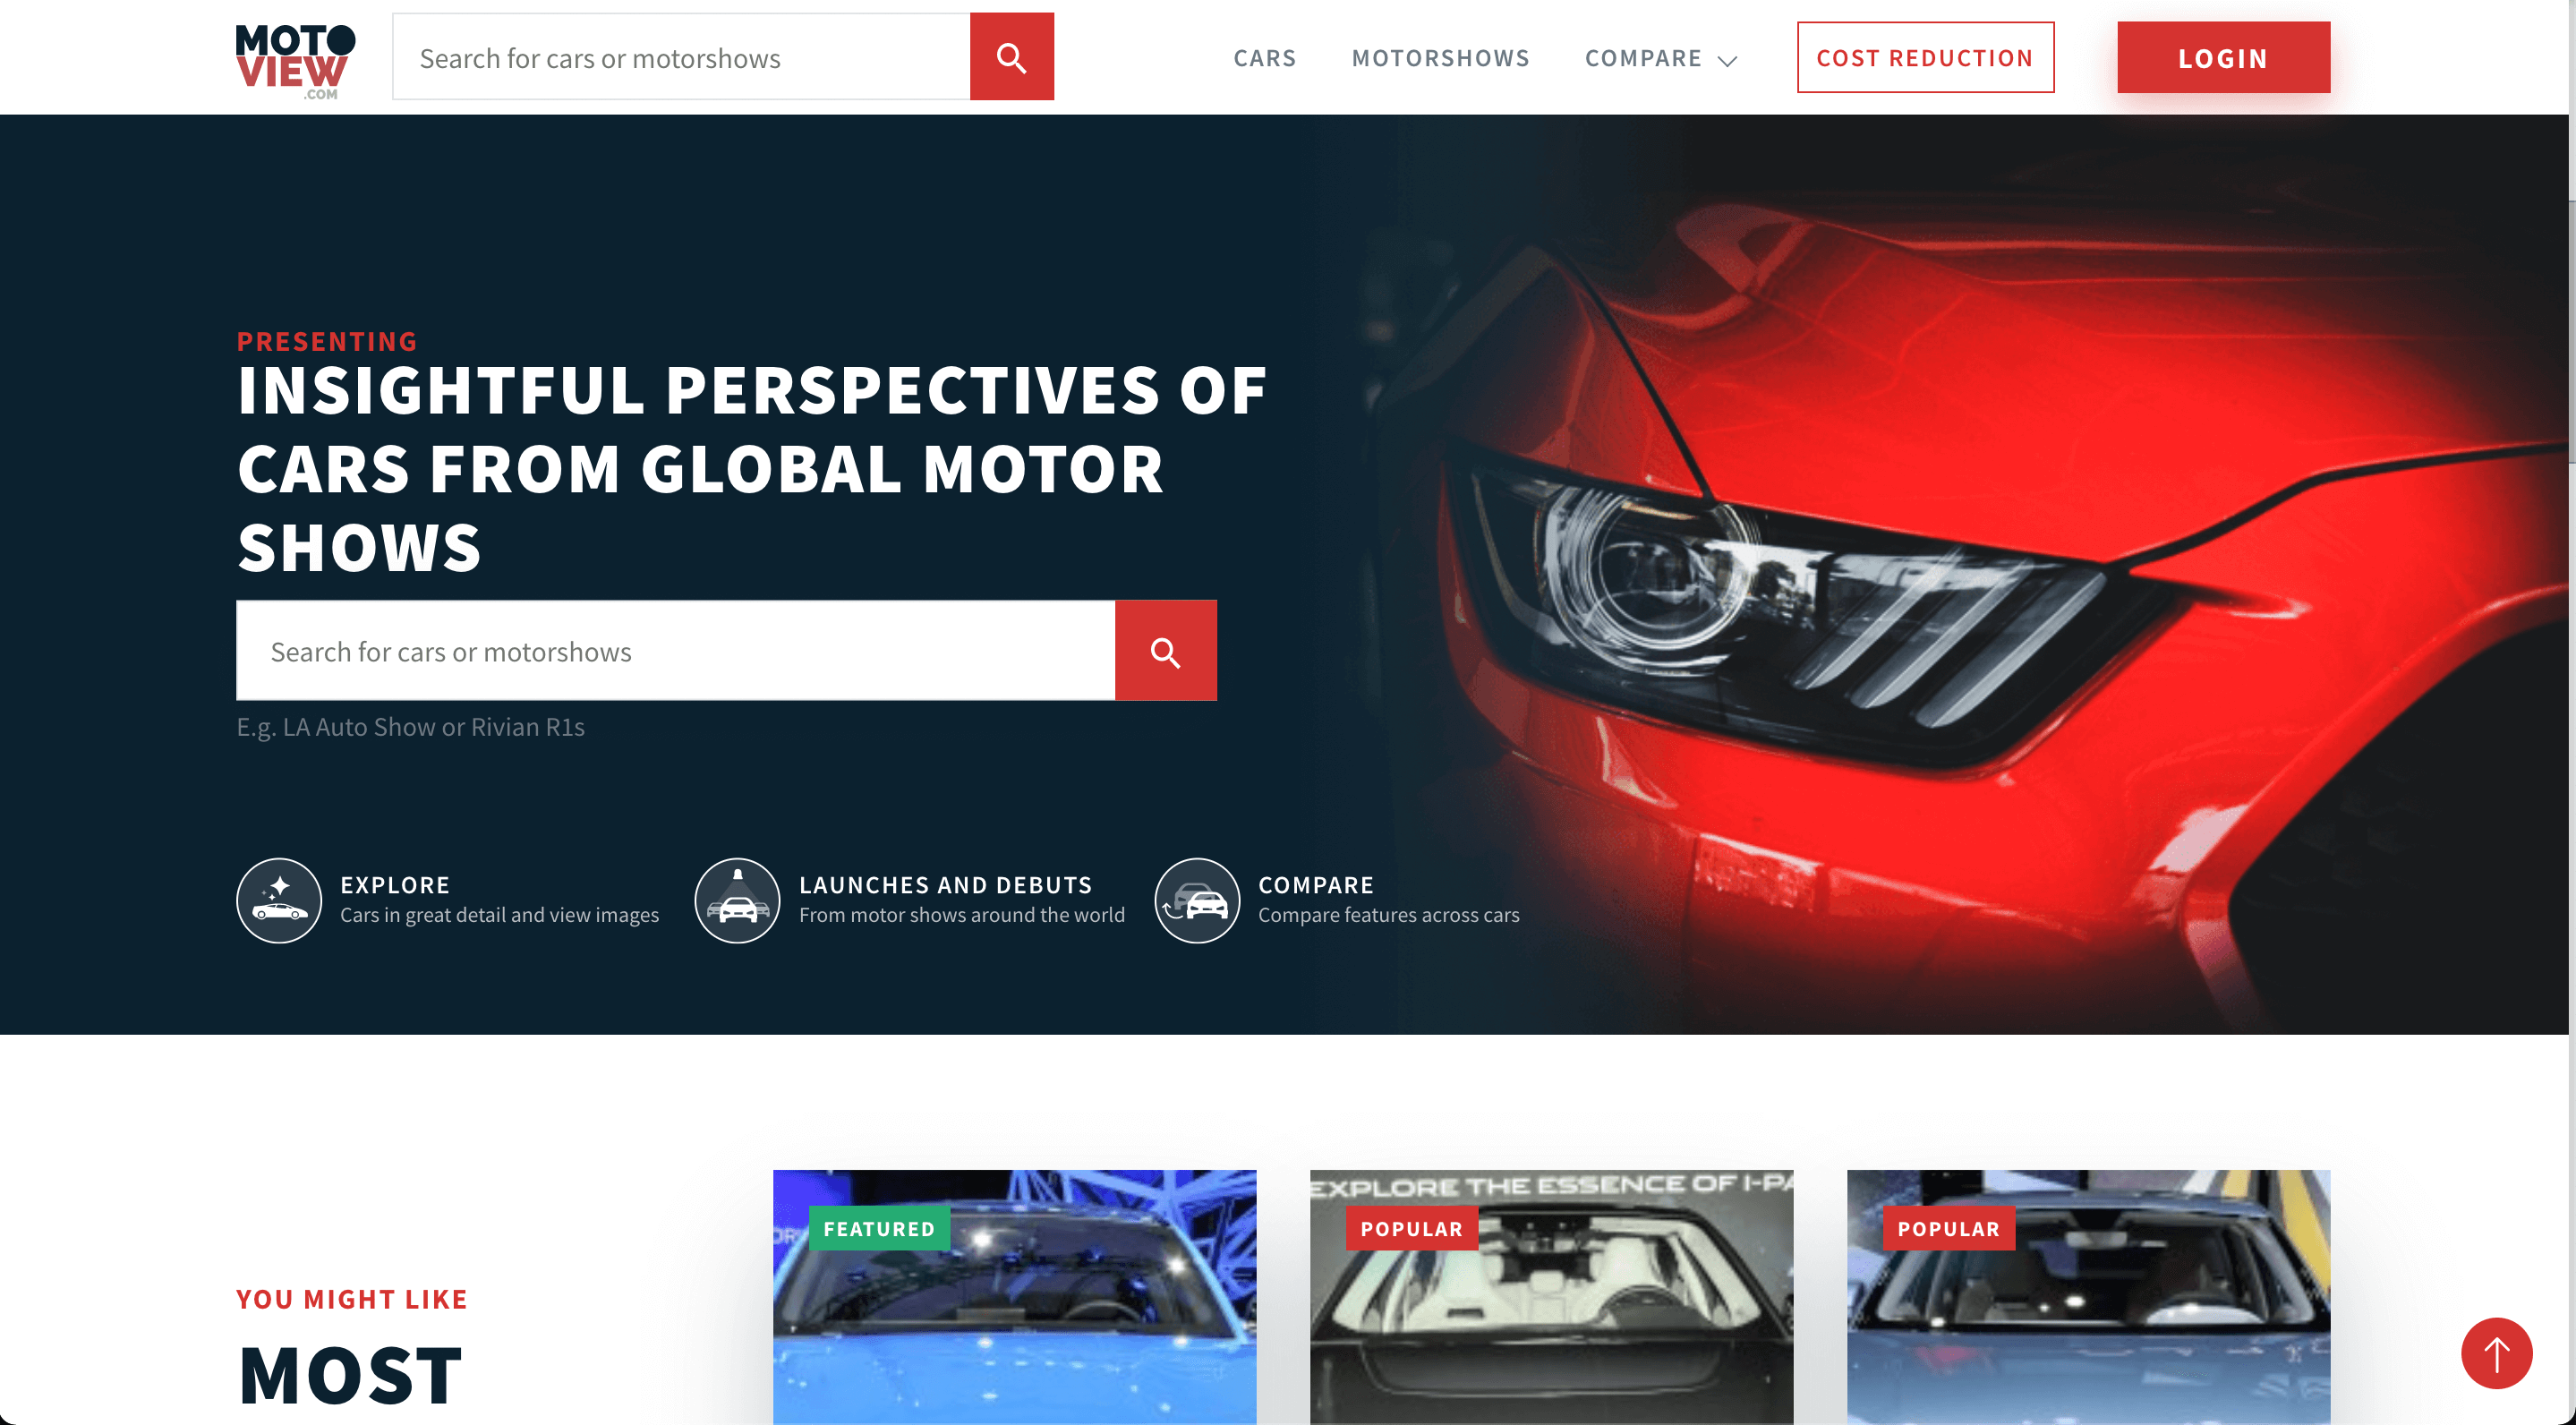 MOTO
VIEW
.COM
Search for cars or motorshows
CARS
MOTORSHOWS
COMPARE
COST REDUCTION
LOGIN
PRESENTING
INSIGHTFUL PERSPECTIVES OF
CARS FROM GLOBAL MOTOR
SHOWS
Search for cars or motorshows
E.g. LA Auto Show or Rivian R1s
EXPLORE
Cars in great detail and view images
LAUNCHES AND DEBUTS
From motor shows around the world
COMPARE
Compare features across cars
YOU MIGHT LIKE
MOST
FEATURED
EXPLORE THE ESSENCE OF I-PA
POPULAR
POPULAR